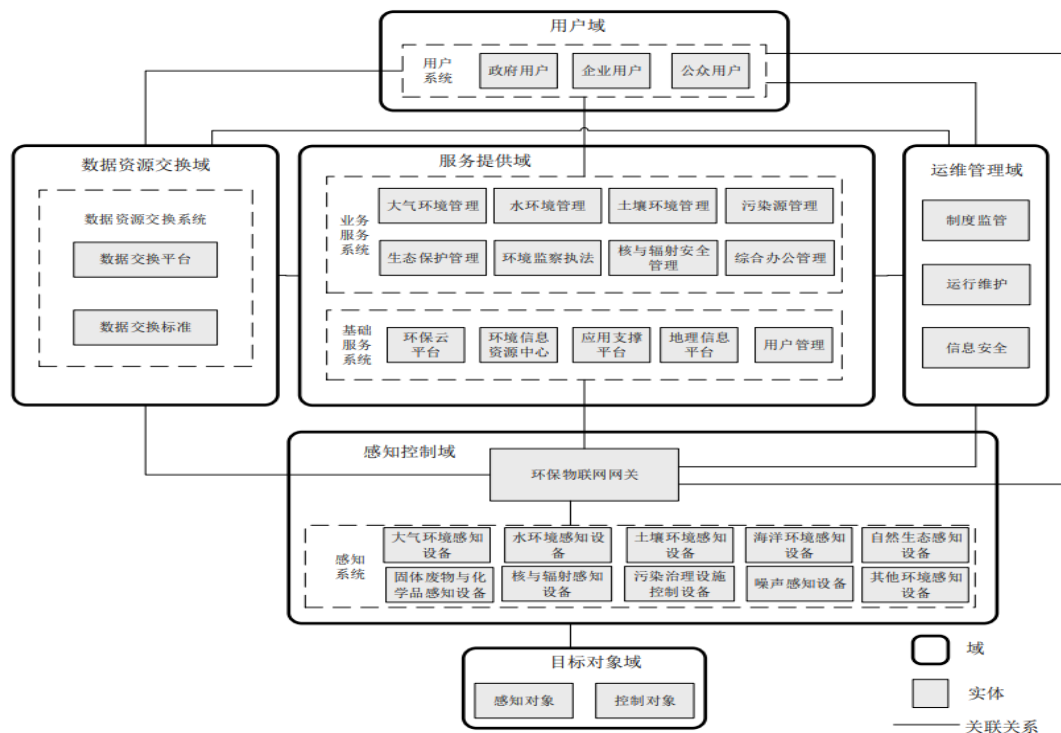 用户域
用户
系统
政府用户
企业用户
公众用户
数据资源交换域
数据资源交换系统
数据交换平台
数据交换标准
服务提供域
业务
服务
系统
大气环境管理
水环境管理
土壤环境管理
污染源管理
生态保护管理
环境监察执法
核与辐射安全
管理
综合办公管理
基础
服务
系统
环保云
平台
环境信息
资源中心
应用支撑
平台
地理信息
平台
用户管理
运维管理域
制度监管
运行维护
信息安全
感知控制域
环保物联网网关
感知
系统
大气环境感知
设备
水环境感知设
备
土壤环境感知
设备
海洋环境感知
设备
自然生态感知
设备
固体废物与化
学品感知设备
核与辐射感知
设备
污染治理设施
控制设备
噪声感知设备
其他环境感知
设备
目标对象域
感知对象
控制对象
域
实体
关联关系